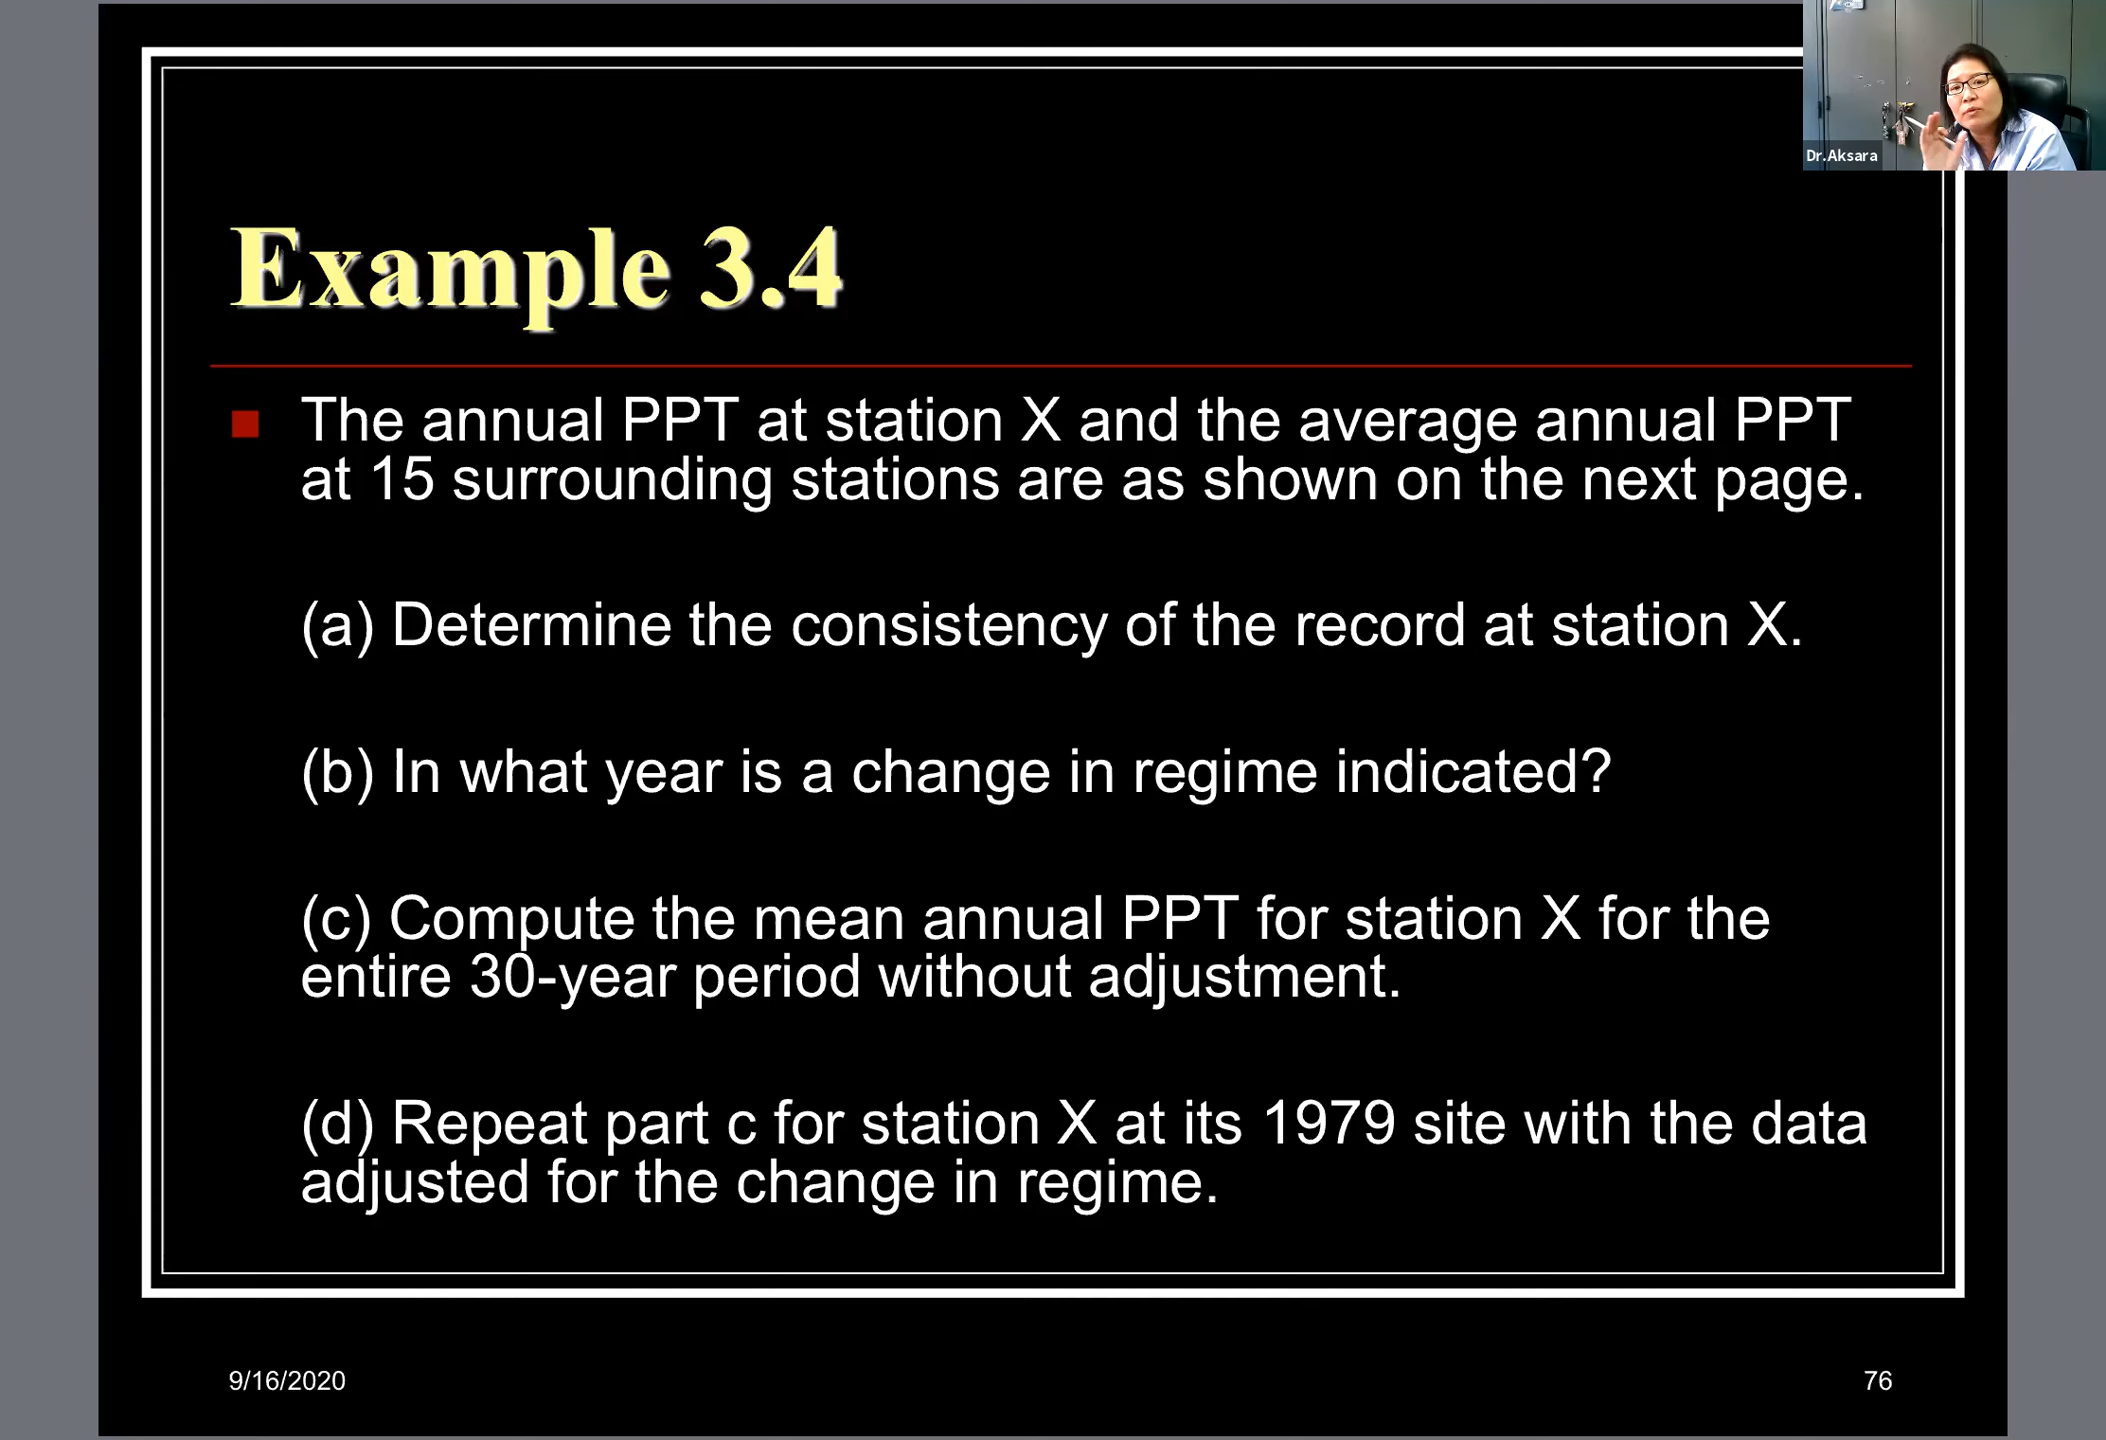 Dr.Aksara
Example 3.4
The annual PPT at station X and the average annual PPT
at 15 surrounding stations are as shown on the next page.
(a) Determine the consistency of the record at station X.
(b) In what year is a change in regime indicated?
(c) Compute the mean annual PPT for station X for the
entire 30-year period without adjustment.
(d) Repeat part c for station X at its 1979 site with the data
adjusted for the change in regime.
9/16/2020
76